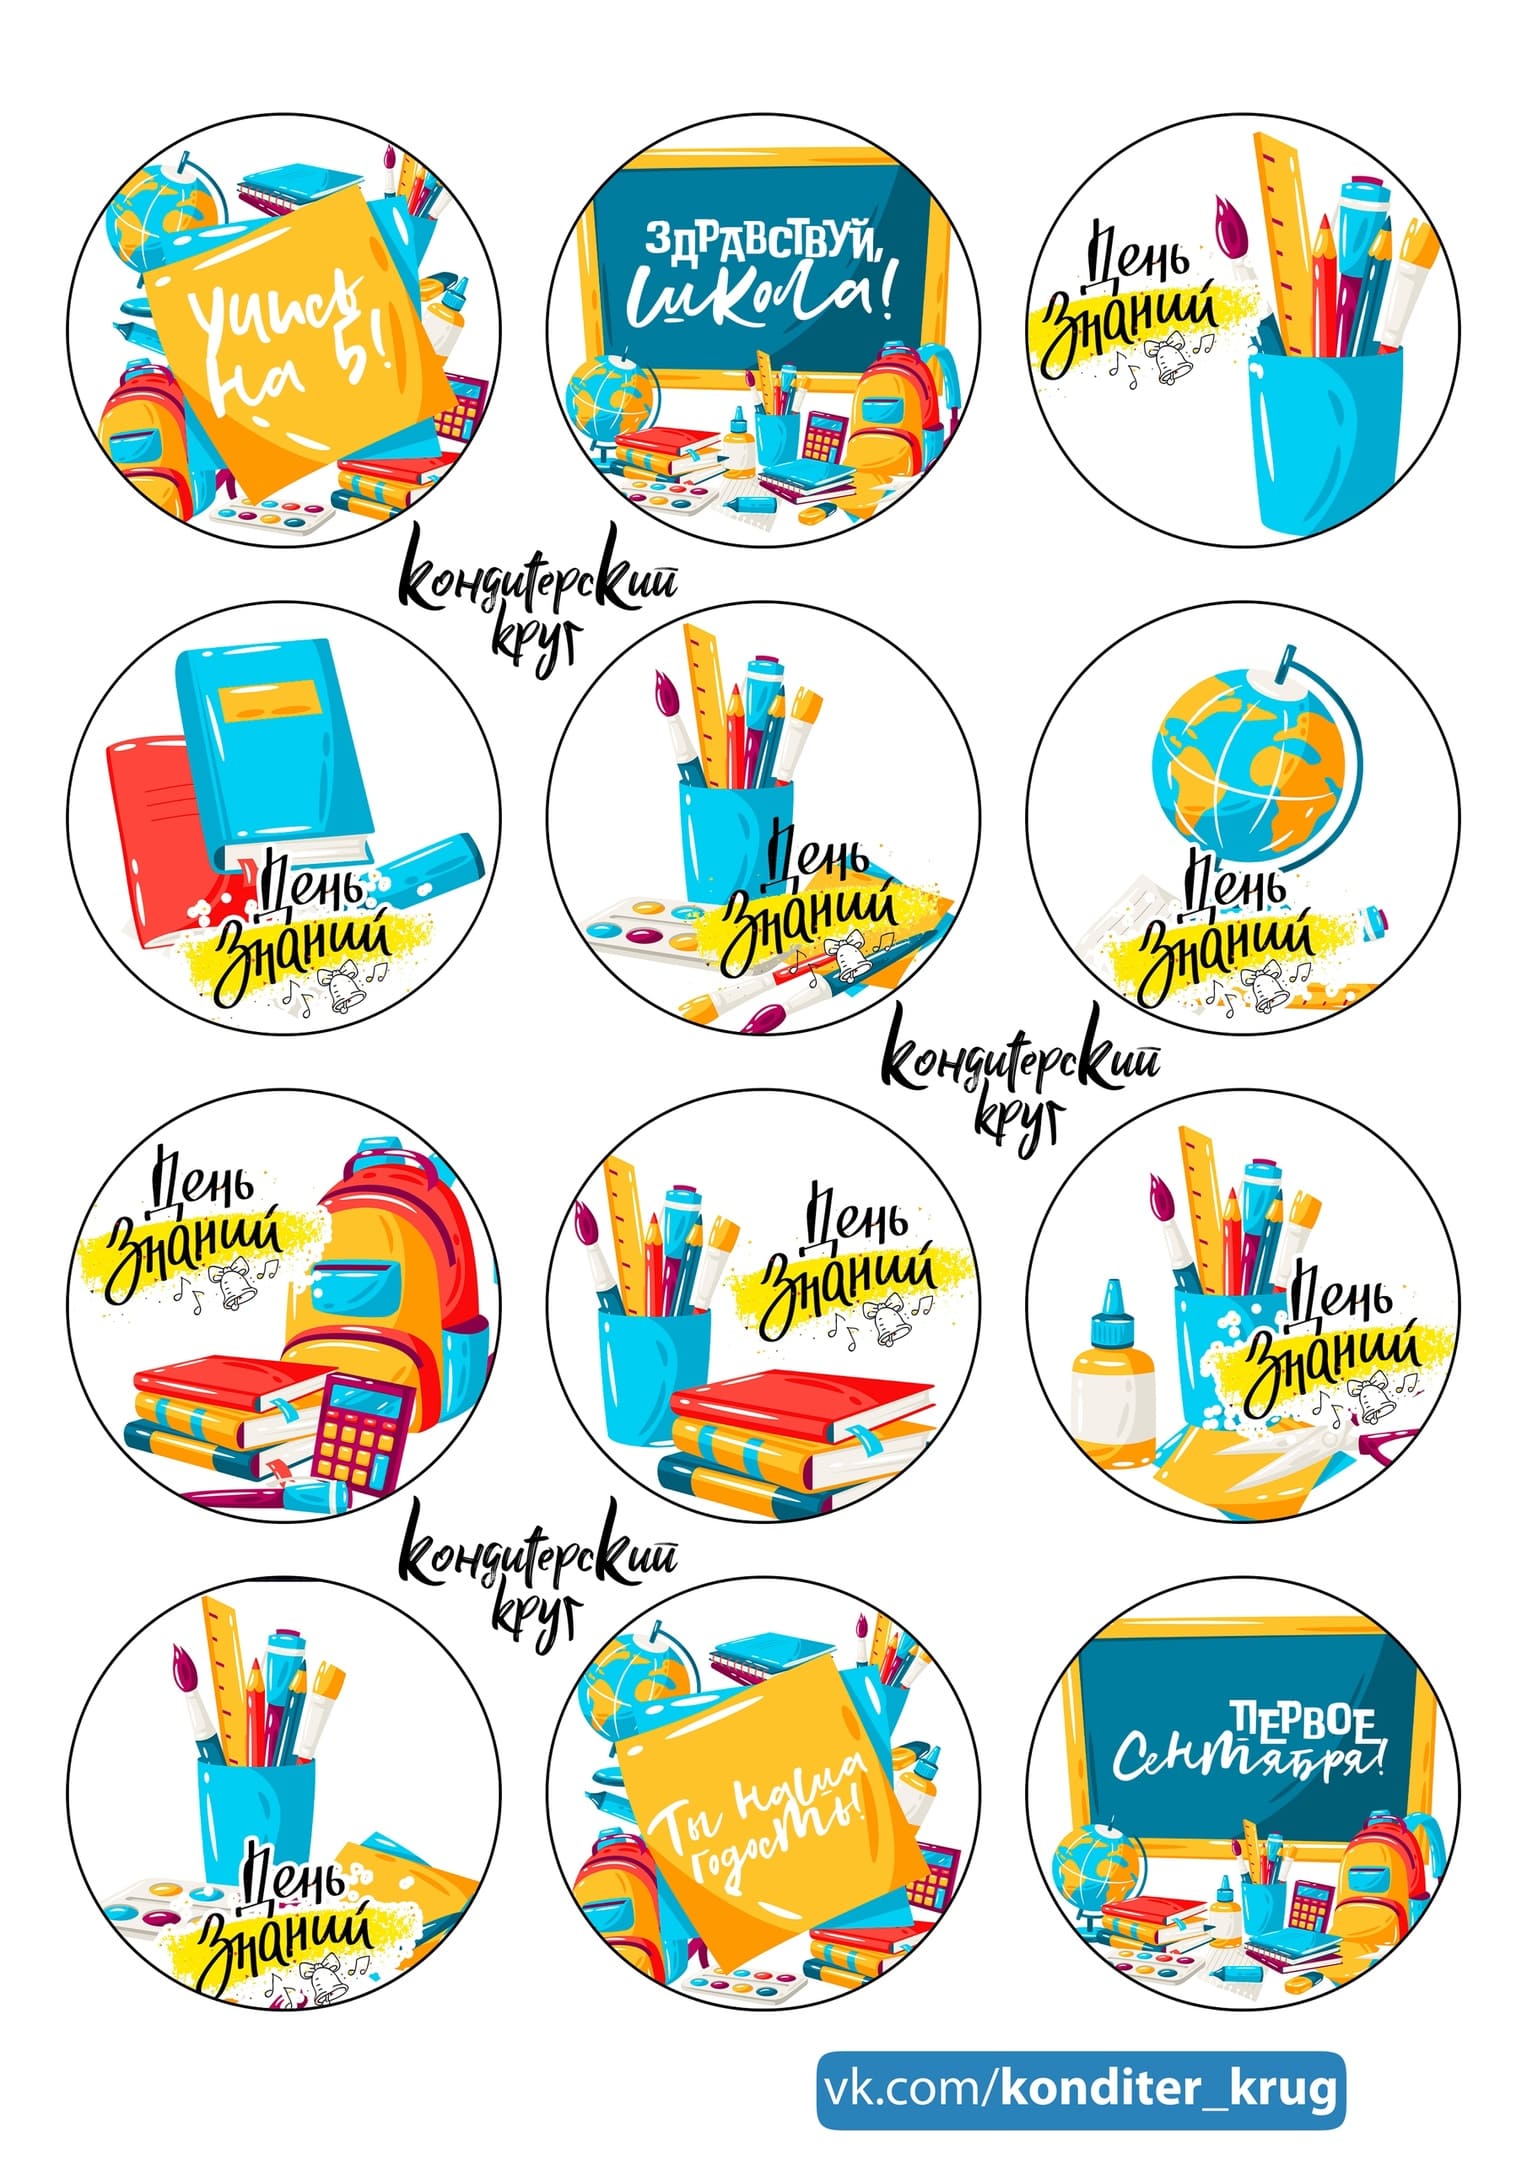 Учись
на 5!
ЗДРАВСТВУЙ,
школа!
День
Знаний
Кондитерский
круг
День
Знаний
День
Знаний
День
Знаний
Кондитерский
круг
День
Знаний
День
Знаний
День
Знаний
Кондитерский
круг
День
Знаний
Ты наша
годость!
ПЕРВОЕ
Сентября!
vk.com/konditer_krug